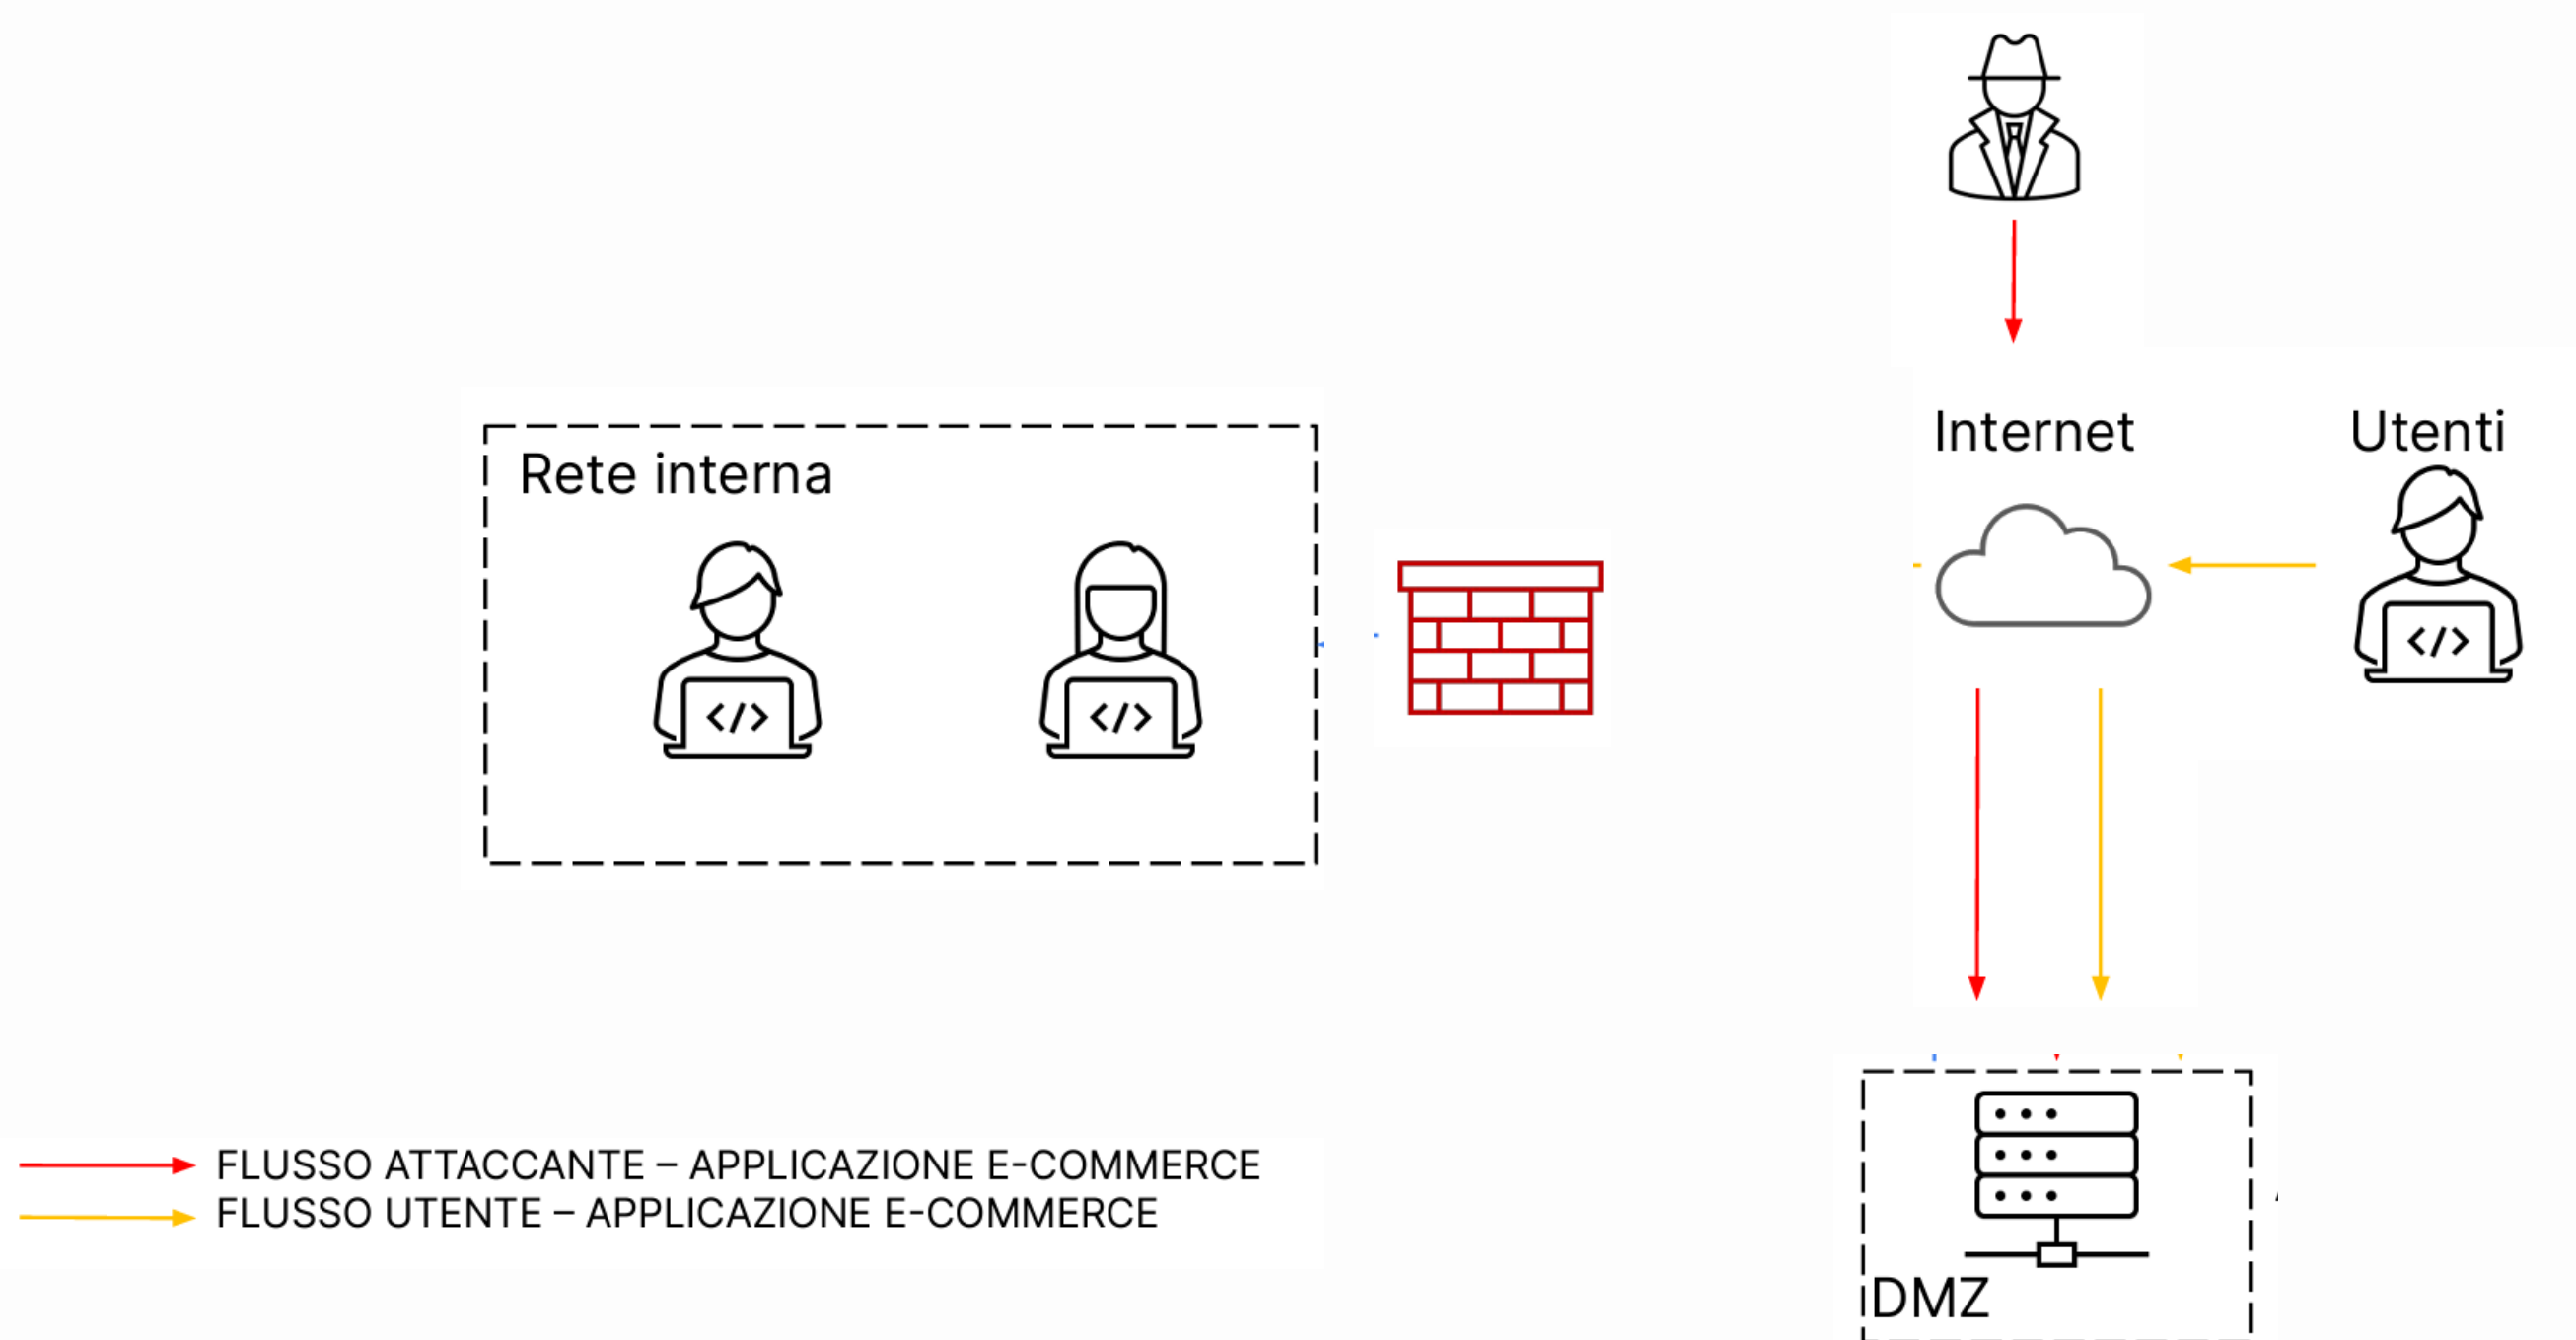 Internet
Utenti
Rete interna
</>
</>
</>
FLUSSO ATTACCANTE – APPLICAZIONE E-COMMERCE
FLUSSO UTENTE – APPLICAZIONE E-COMMERCE
DMZ